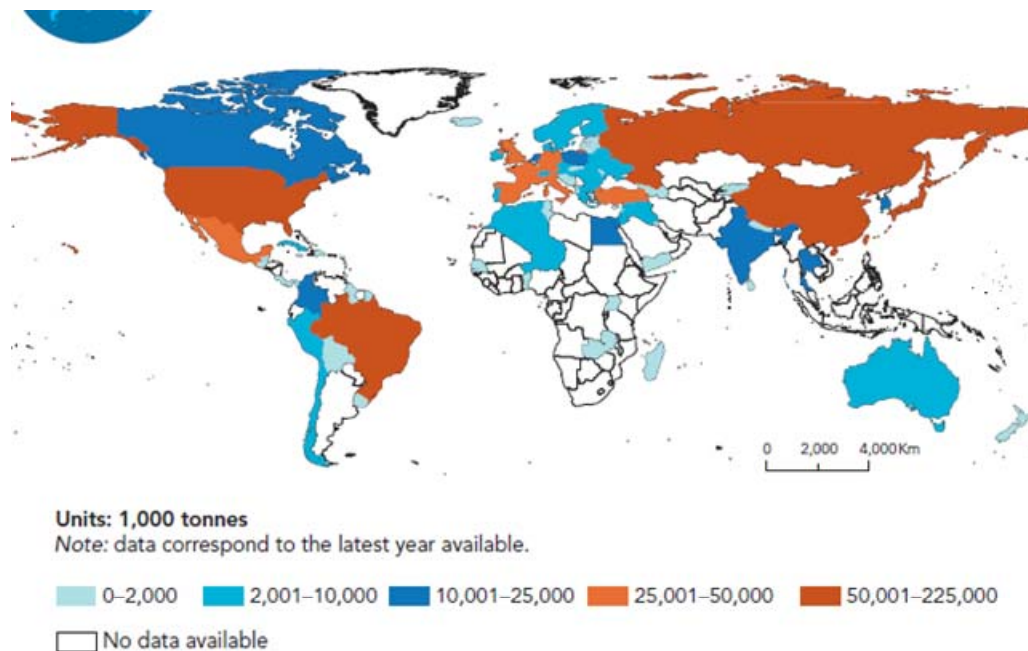 0 2,000 4,000Km
Units: 1,000 tonnes
Note: data correspond to the latest year available.
0–2,000 2,001–10,000 10,001–25,000 25,001–50,000 50,001–225,000
No data available